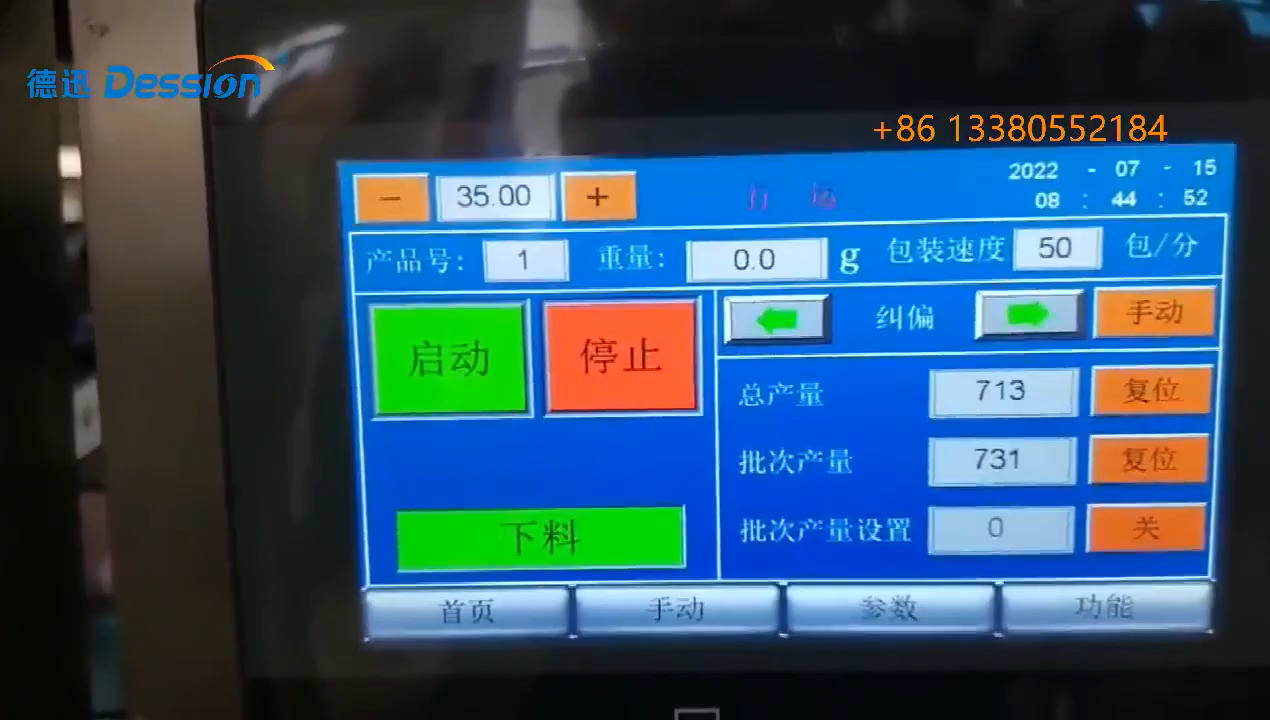 德迅 Dession
+86 13380552184
2022 - 07 - 15
− 35.00 +
08 : 44 : 52
产品号: 1 重量: 0.0 g 包装速度 50 包/分
启动 停止
纠偏 手动
总产量 713 复位
批次产量 731 复位
下料
批次产量设置 0 关
首页 手动 参数 功能